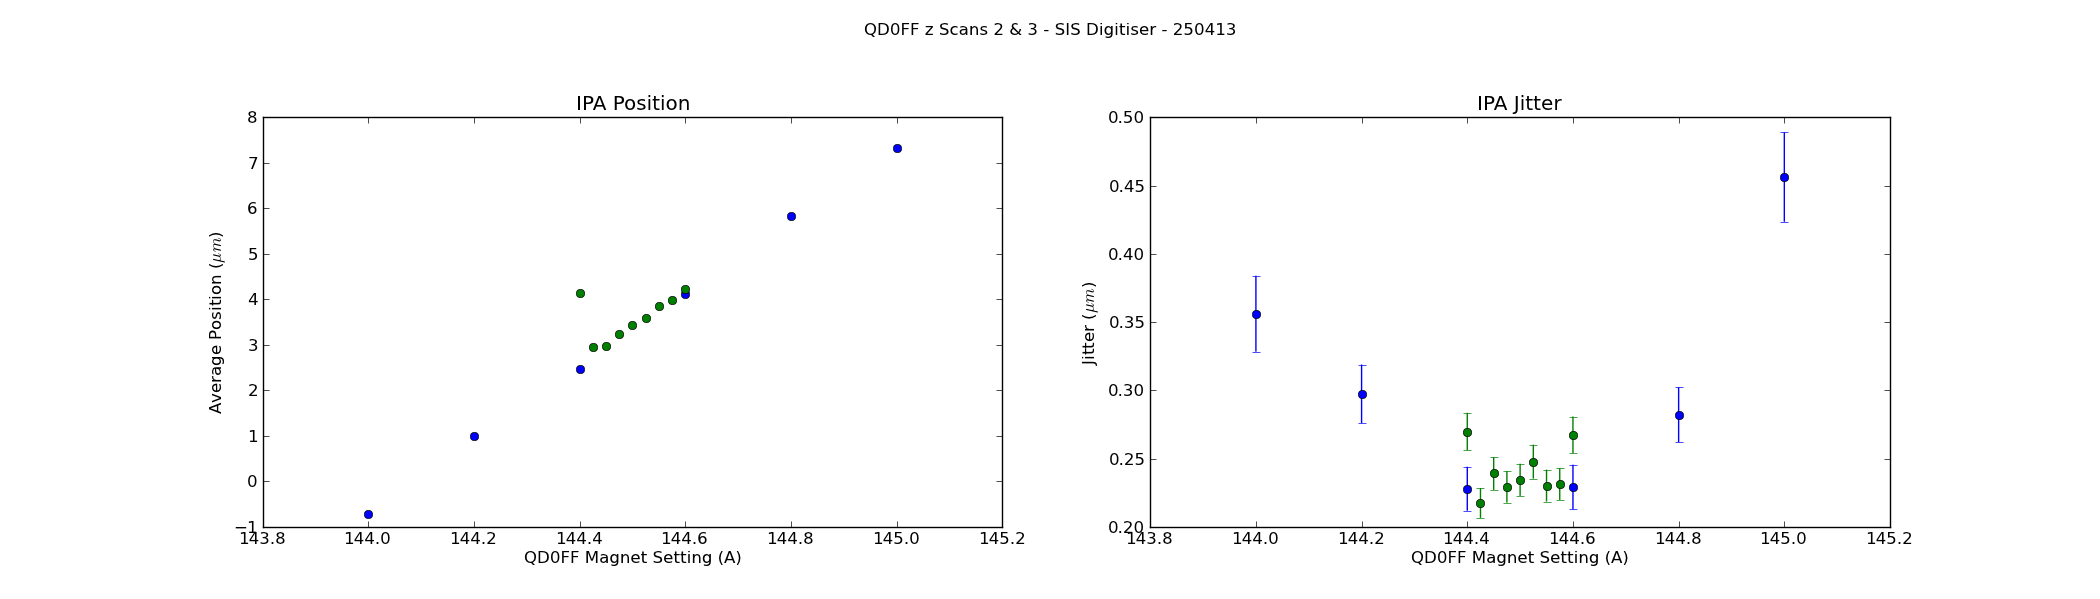 QD0FF z Scans 2 & 3 - SIS Digitiser - 250413
IPA Position
8
7
6
5
4
3
2
1
0
−1
Average Position (μm)
143.8 144.0 144.2 144.4 144.6 144.8 145.0 145.2
QD0FF Magnet Setting (A)
IPA Jitter
0.50
0.45
0.40
0.35
0.30
0.25
0.20
Jitter (μm)
143.8 144.0 144.2 144.4 144.6 144.8 145.0 145.2
QD0FF Magnet Setting (A)